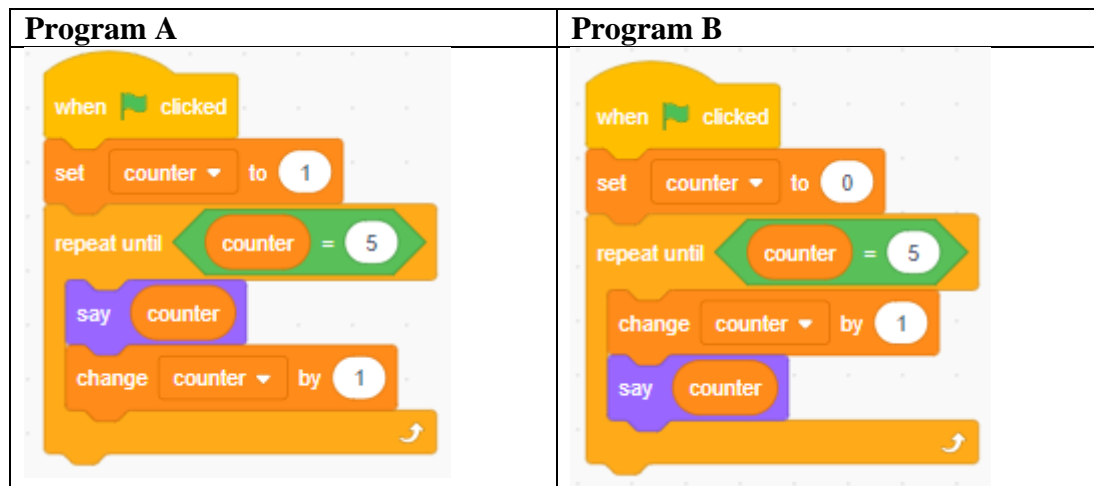 Program A
when clicked
set counter to 1
repeat until counter = 5
say counter
change counter by 1
Program B
when clicked
set counter to 0
repeat until counter = 5
change counter by 1
say counter